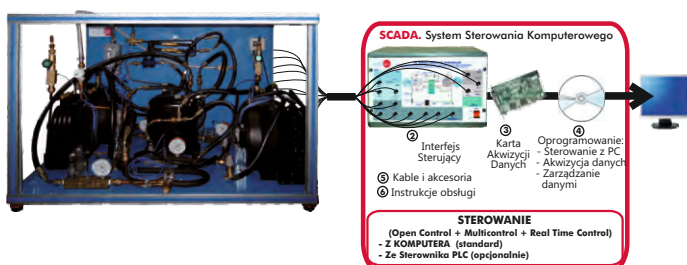 SCADA. System Sterowania Komputerowego
②
Interfejs
Sterujący
③
Karta
Akwizycji
Danych
④
Oprogramowanie:
- Sterowanie z PC
- Akwizycja danych
- Zarządzanie
danymi
⑤ Kable i akcesoria
⑥ Instrukcje obsługi
STEROWANIE
(Open Control + Multicontrol + Real Time Control)
- Z KOMPUTERA (standard)
- Ze Sterownika PLC (opcjonalnie)